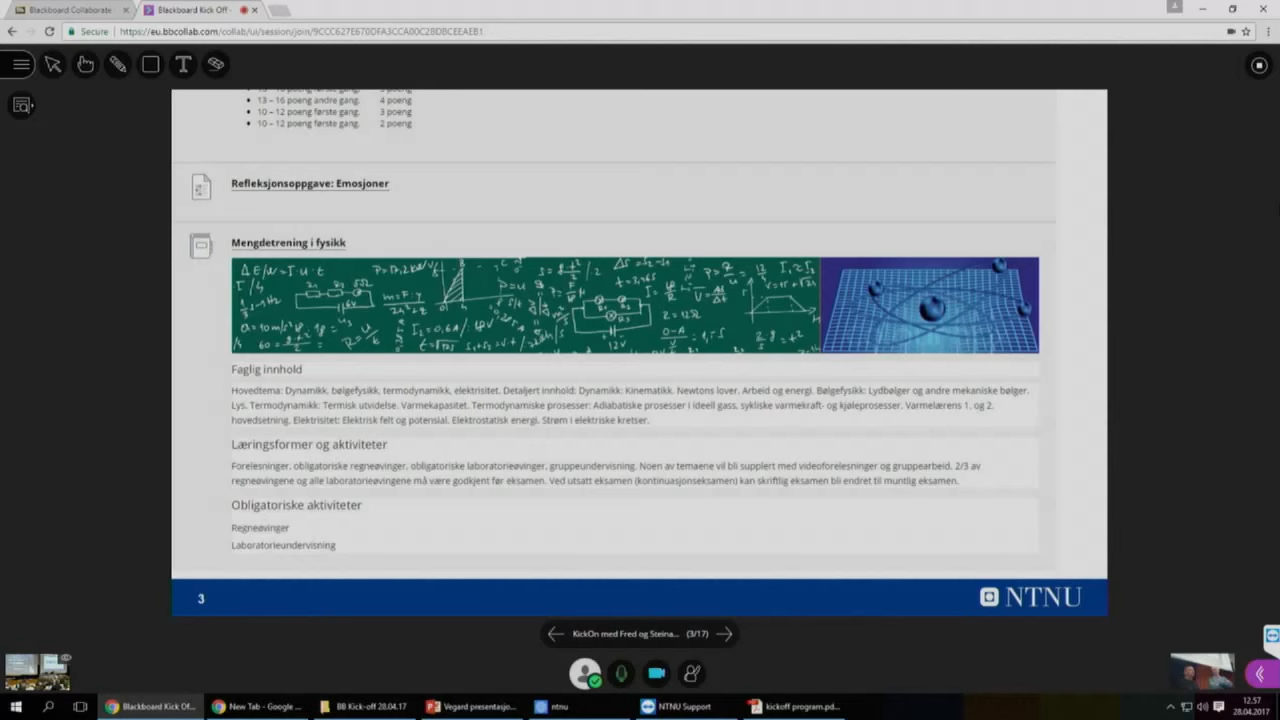 Blackboard Collaborate
Blackboard Kick Off -
Secure
https://eu.bbcollab.com/collab/ui/session/join/9CCC627E670DFA3CCA00C28DBCEEAEB1
13 – 16 poeng andre gang. 4 poeng
10 – 12 poeng første gang. 3 poeng
10 – 12 poeng første gang. 2 poeng
Refleksjonsoppgave: Emosjoner
Mengdetrening i fysikk
Faglig innhold
Hovedtema: Dynamikk, bølgefysikk, termodynamikk, elektrisitet. Detaljert innhold: Dynamikk: Kinematikk. Newtons lover. Arbeid og energi. Bølgefysikk: Lydbølger og andre mekaniske bølger.
Lys. Termodynamikk: Termisk utvidelse. Varmekapasitet. Termodynamiske prosesser: Adiabatiske prosesser i ideell gass, sykliske varmekraft- og kjøleprosesser. Varmelærens 1. og 2.
hovedsetning. Elektrisitet: Elektrisk felt og potensial. Elektrostatisk energi. Strøm i elektriske kretser.
Læringsformer og aktiviteter
Forelesninger, obligatoriske regneøvinger, obligatoriske laboratorieøvinger, gruppeundervisning. Noen av temaene vil bli supplert med videoforelesninger og gruppearbeid. 2/3 av
regneøvingene og alle laboratorieøvingene må være godkjent før eksamen. Ved utsatt eksamen (kontinuasjonseksamen) kan skriftlig eksamen bli endret til muntlig eksamen.
Obligatoriske aktiviteter
Regneøvinger
Laboratorieundervisning
3
NTNU
KickOn med Fred og Steina... (3/17)
Blackboard Kick Of...
New Tab - Google ...
BB Kick-off 28.04.17
Vegard presentasjo...
ntnu
NTNU Support
kickoff program.pd...
12.57
28.04.2017